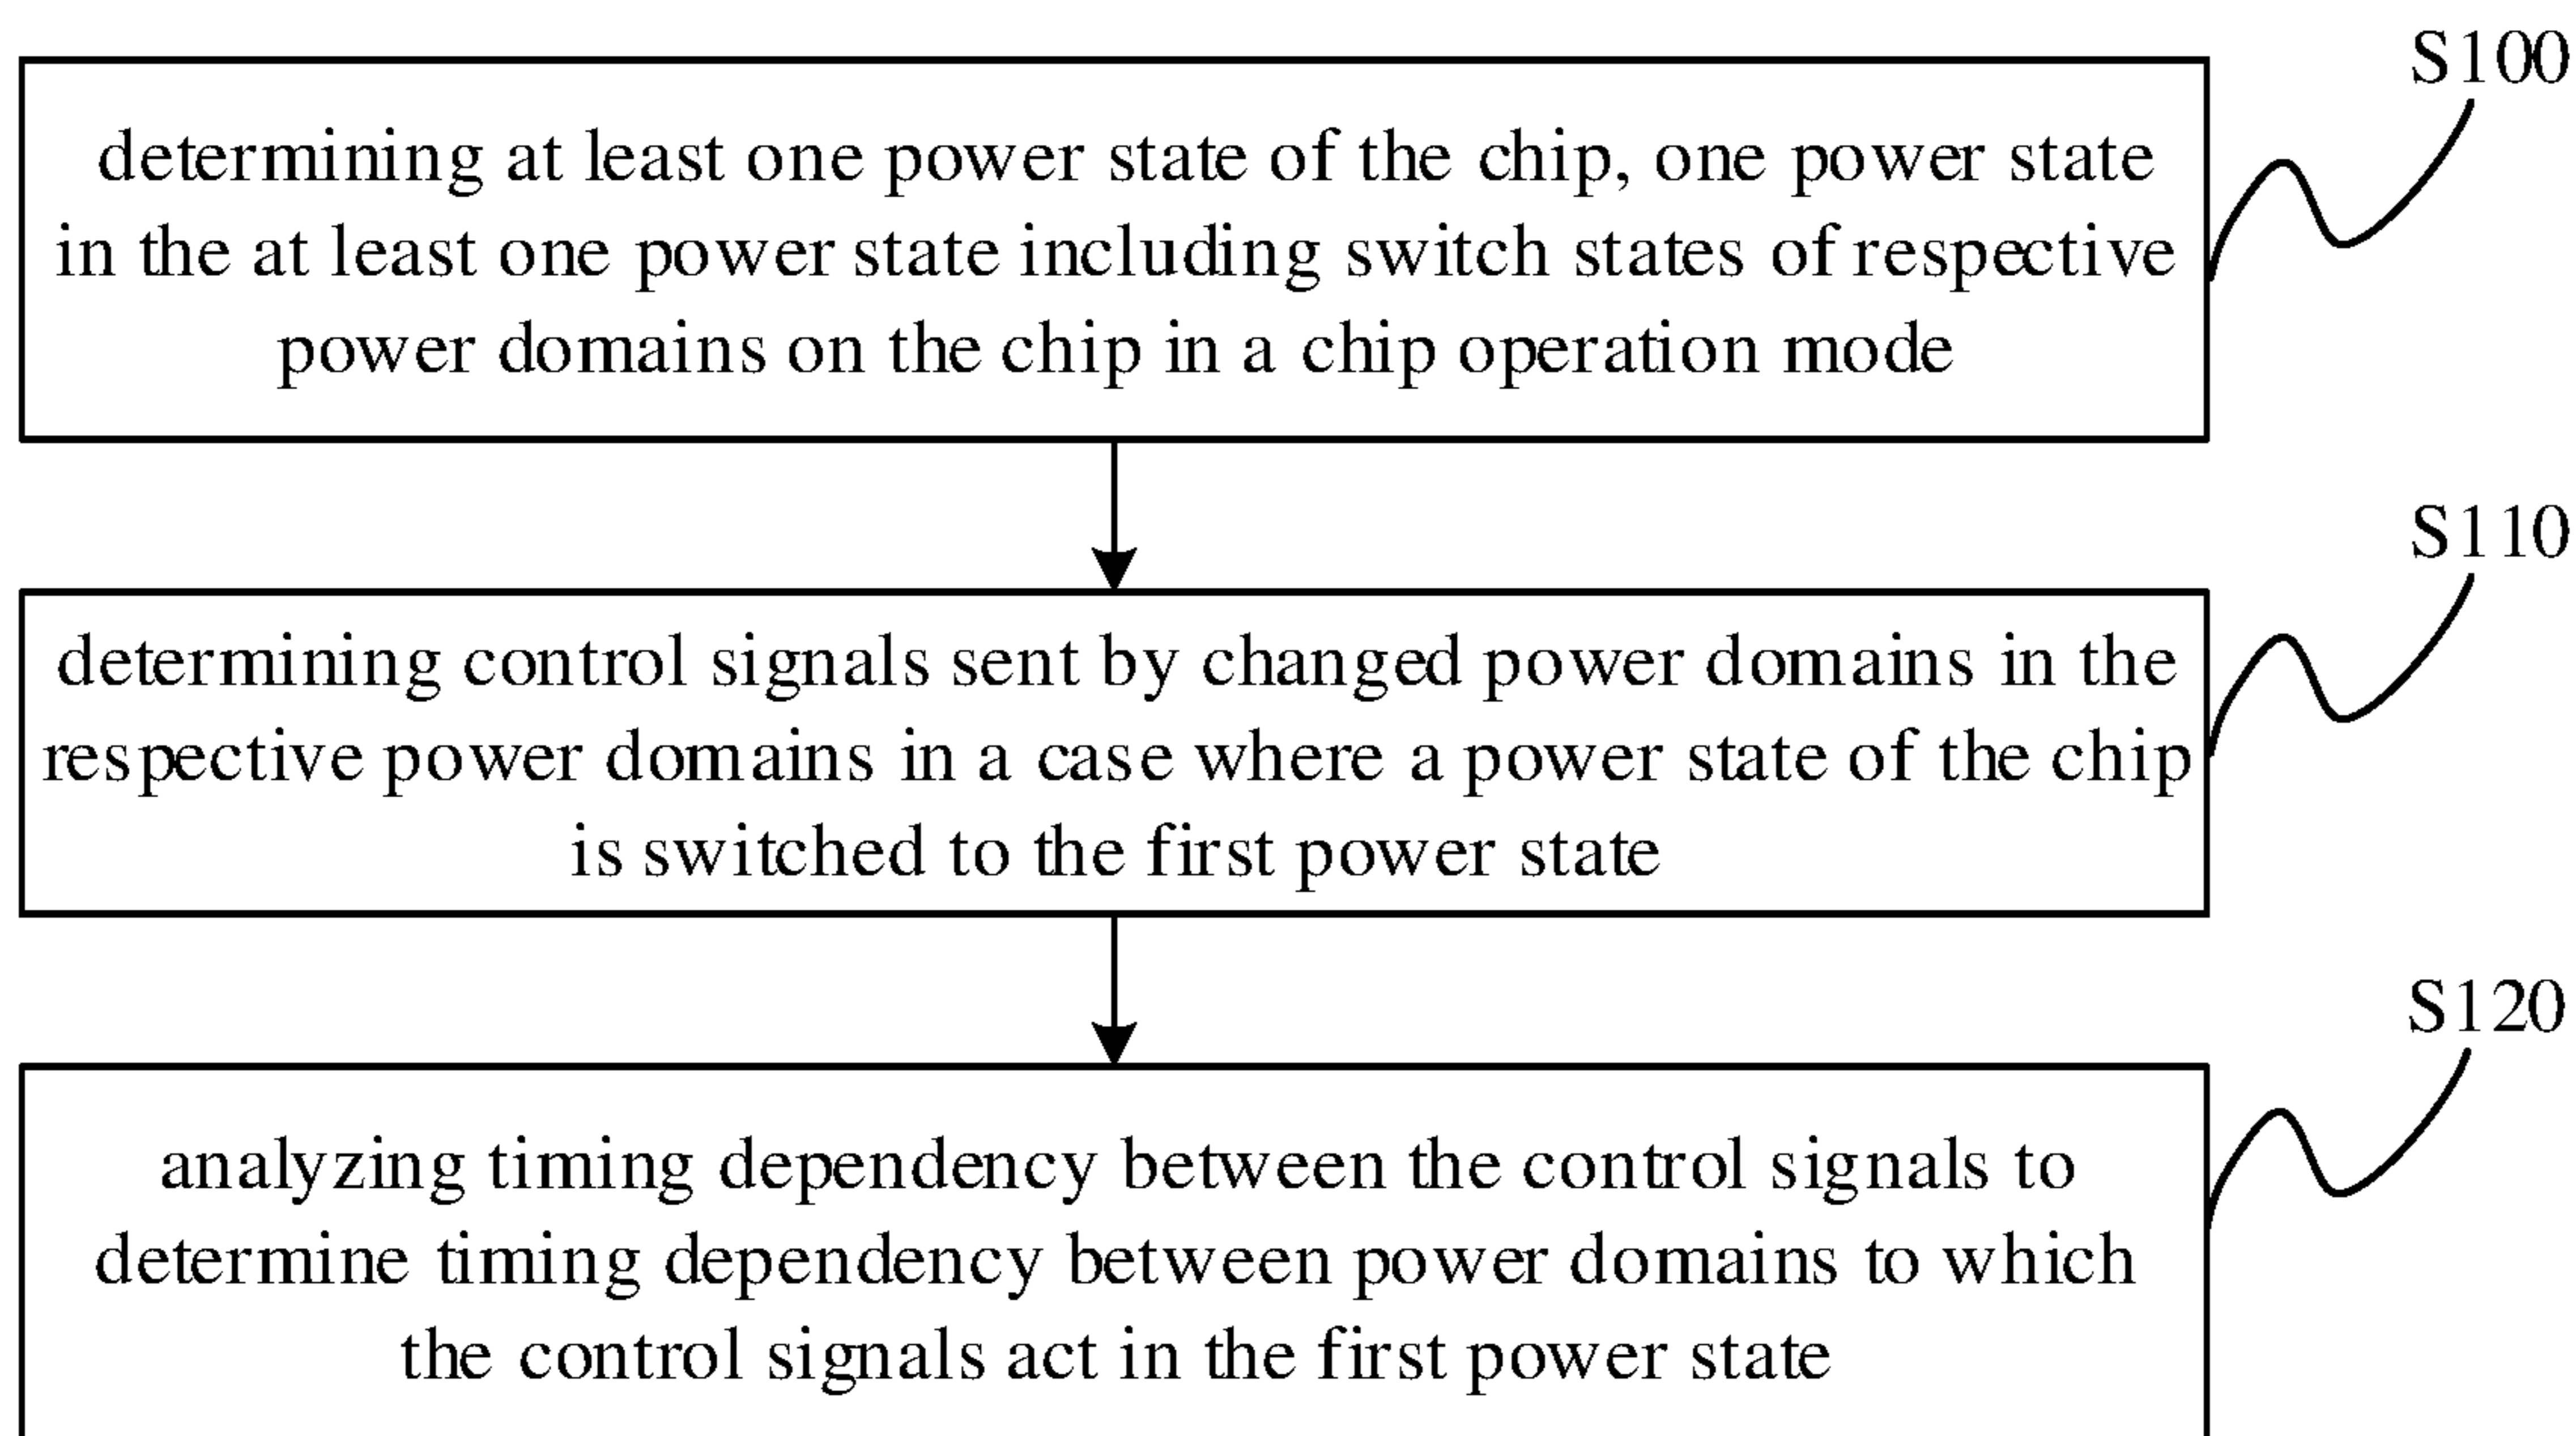 S100
determining at least one power state of the chip, one power state
in the at least one power state including switch states of respective
power domains on the chip in a chip operation mode
S110
determining control signals sent by changed power domains in the
respective power domains in a case where a power state of the chip
is switched to the first power state
S120
analyzing timing dependency between the control signals to
determine timing dependency between power domains to which
the control signals act in the first power state